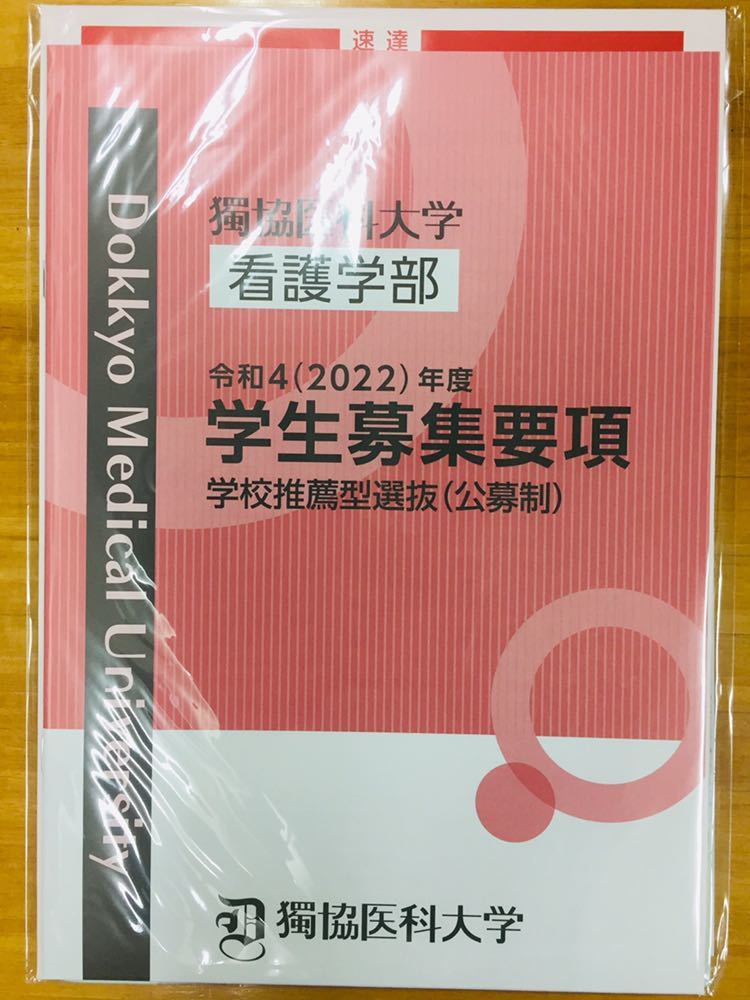 速達
獨協医科大学
看護学部
令和4(2022)年度
学生募集要項
学校推薦型選抜(公募制)
Dokkyo Medical University
獨協医科大学